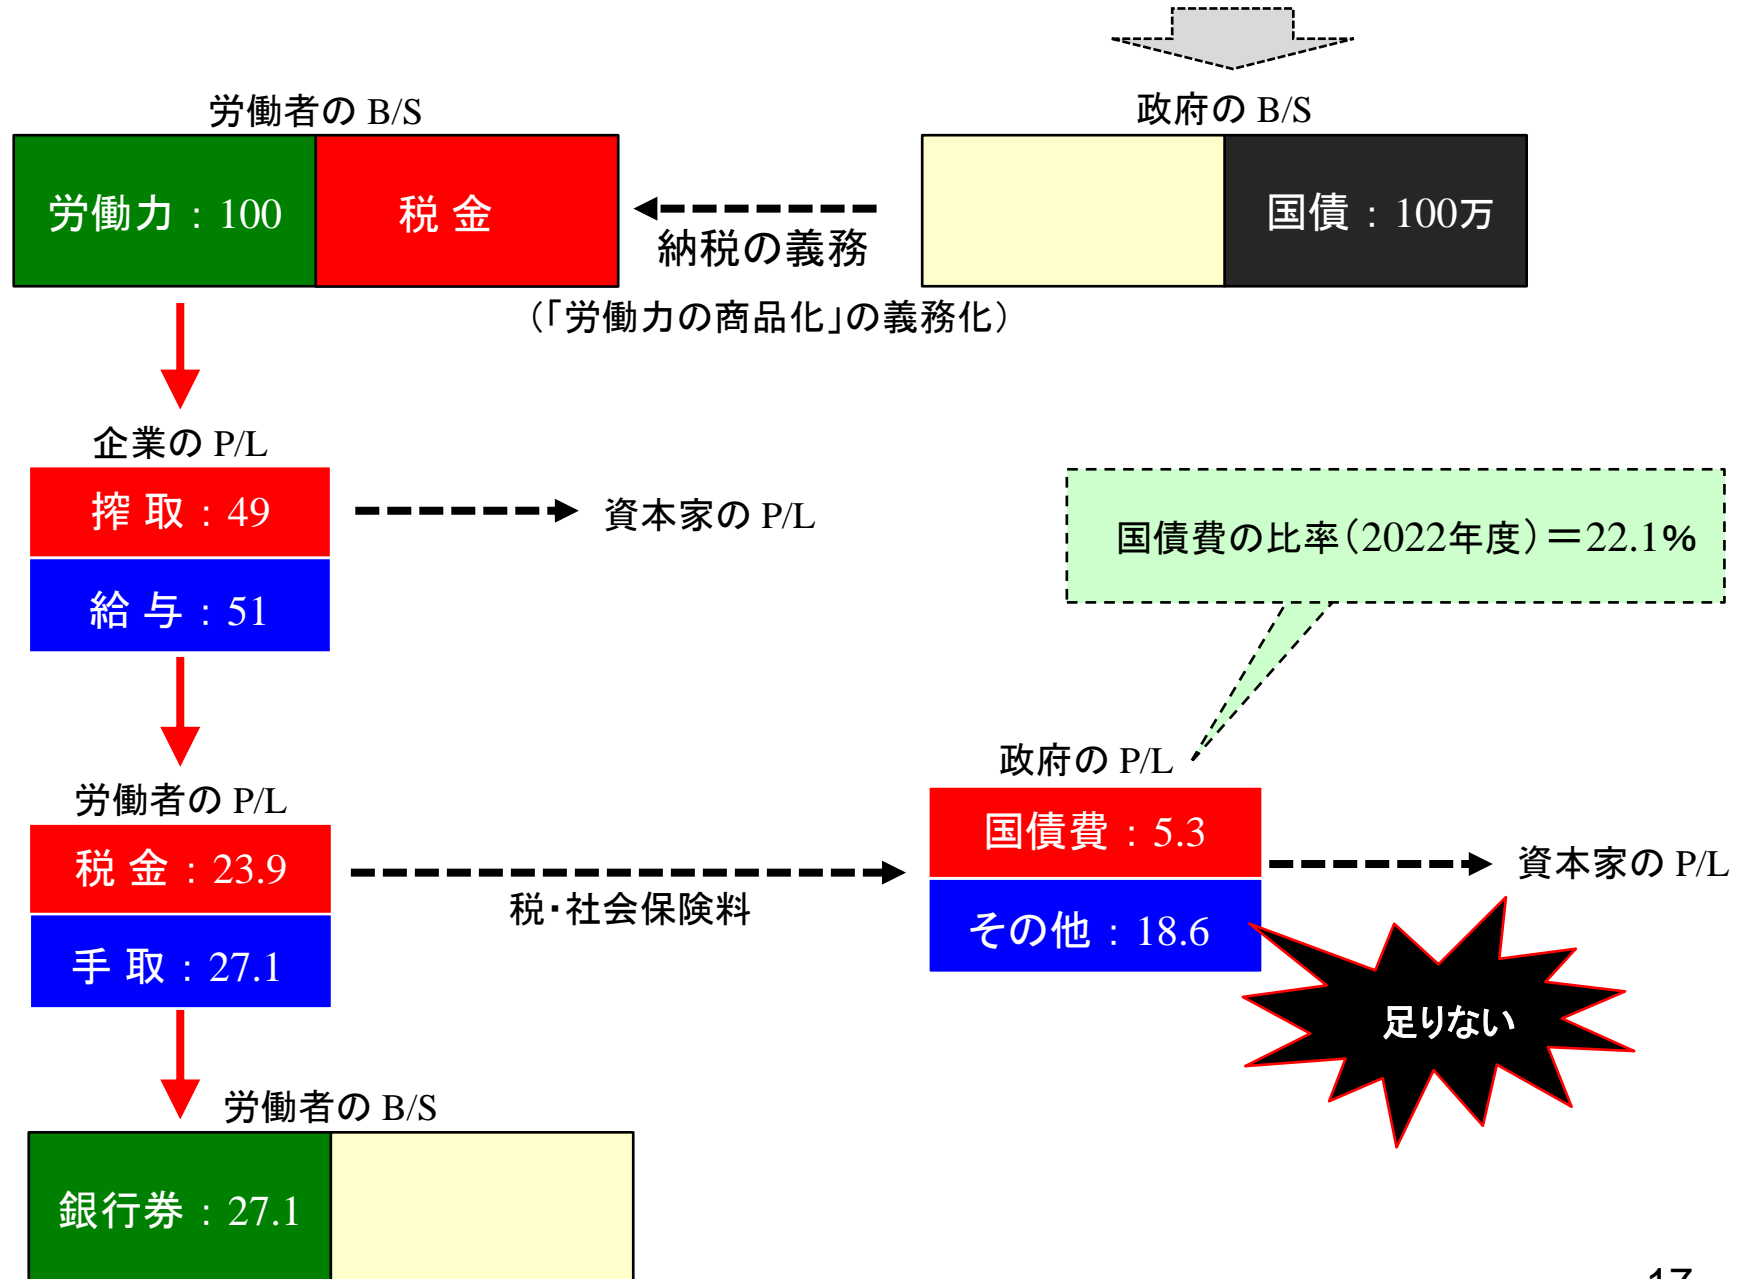 労働者の B/S
政府の B/S
労働力：100
税 金
国債：100万
納税の義務
（「労働力の商品化」の義務化）
企業の P/L
搾 取：49
資本家の P/L
給 与：51
国債費の比率（2022年度）＝22.1%
政府の P/L
労働者の P/L
国債費：5.3
税 金：23.9
資本家の P/L
税・社会保険料
その他：18.6
手 取：27.1
足りない
労働者の B/S
銀行券：27.1
17